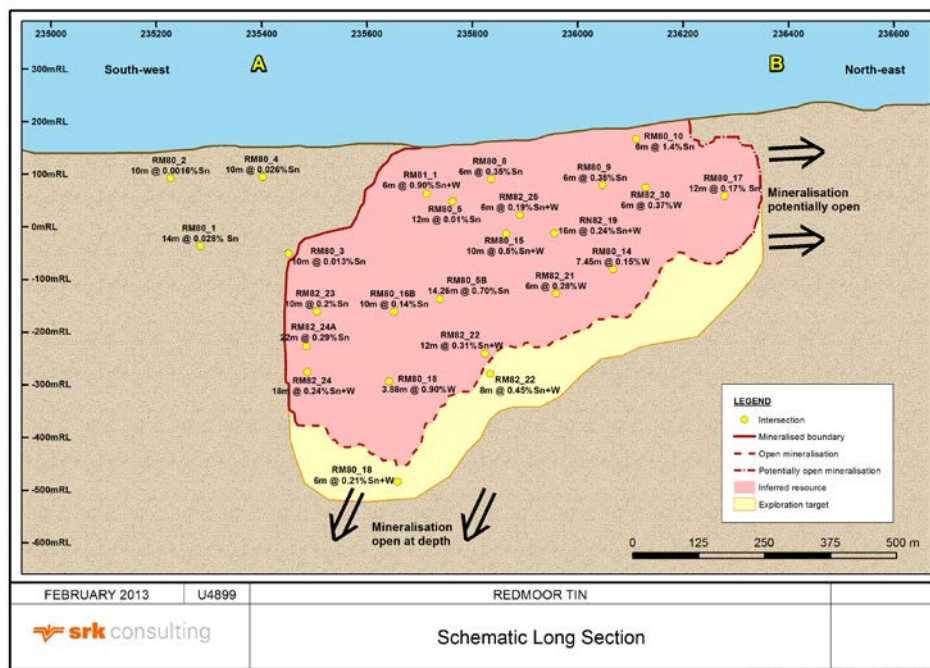 235000 235200 235400 235600 235800 236000 236200 236400 236600
300mRL
South-west
A
B
North-east
200mRL
RM80_2
10m @ 0.0016%Sn
RM80_4
10m @ 0.026%Sn
RM80_10
6m @ 1.4%Sn
RM80_8
6m @ 0.35%Sn
RM80_9
6m @ 0.35%Sn
RM80_17
12m @ 0.17% Sn
100mRL
RM81_1
6m @ 0.90%Sn+W
RM82_25
6m @ 0.19%Sn+W
RM82_30
6m @ 0.37%W
Mineralisation
potentially open
RM80_5
12m @ 0.01%Sn
RN82_19
16m @ 0.24%Sn+W
RM80_1
14m @ 0.028% Sn
0mRL
RM80_3
10m @ 0.013%Sn
RM80_15
10m @ 0.5%Sn+W
RM80_14
7.45m @ 0.15%W
-100mRL
RM82_23
10m @ 0.2%Sn
RM80_16B
10m @ 0.14%Sn
RM80_5B
14.26m @ 0.70%Sn
RM82_21
6m @ 0.28%W
-200mRL
RM82_24A
22m @ 0.29%Sn
RM82_22
12m @ 0.31%Sn+W
-300mRL
RM82_24
18m @ 0.24%Sn+W
RM80_18
3.88m @ 0.90%W
RM82_22
8m @ 0.45%Sn+W
-400mRL
RM80_18
6m @ 0.21%Sn+W
-500mRL
Mineralisation
open at depth
-600mRL
LEGEND
Intersection
Mineralised boundary
Open mineralisation
Potentially open mineralisation
Inferred resource
Exploration target
0 125 250 375 500 m
FEBRUARY 2013 U4899 REDMOOR TIN
srk consulting
Schematic Long Section